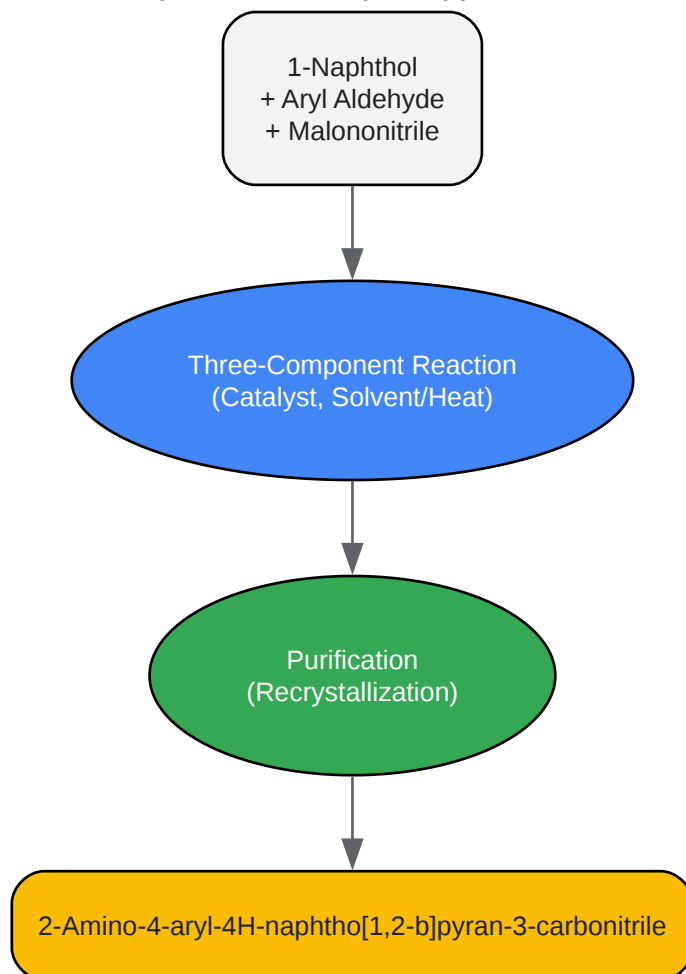 1-Naphthol
+ Aryl Aldehyde
+ Malononitrile
Three-Component Reaction
(Catalyst, Solvent/Heat)
Purification
(Recrystallization)
2-Amino-4-aryl-4H-naphtho[1,2-b]pyran-3-carbonitrile